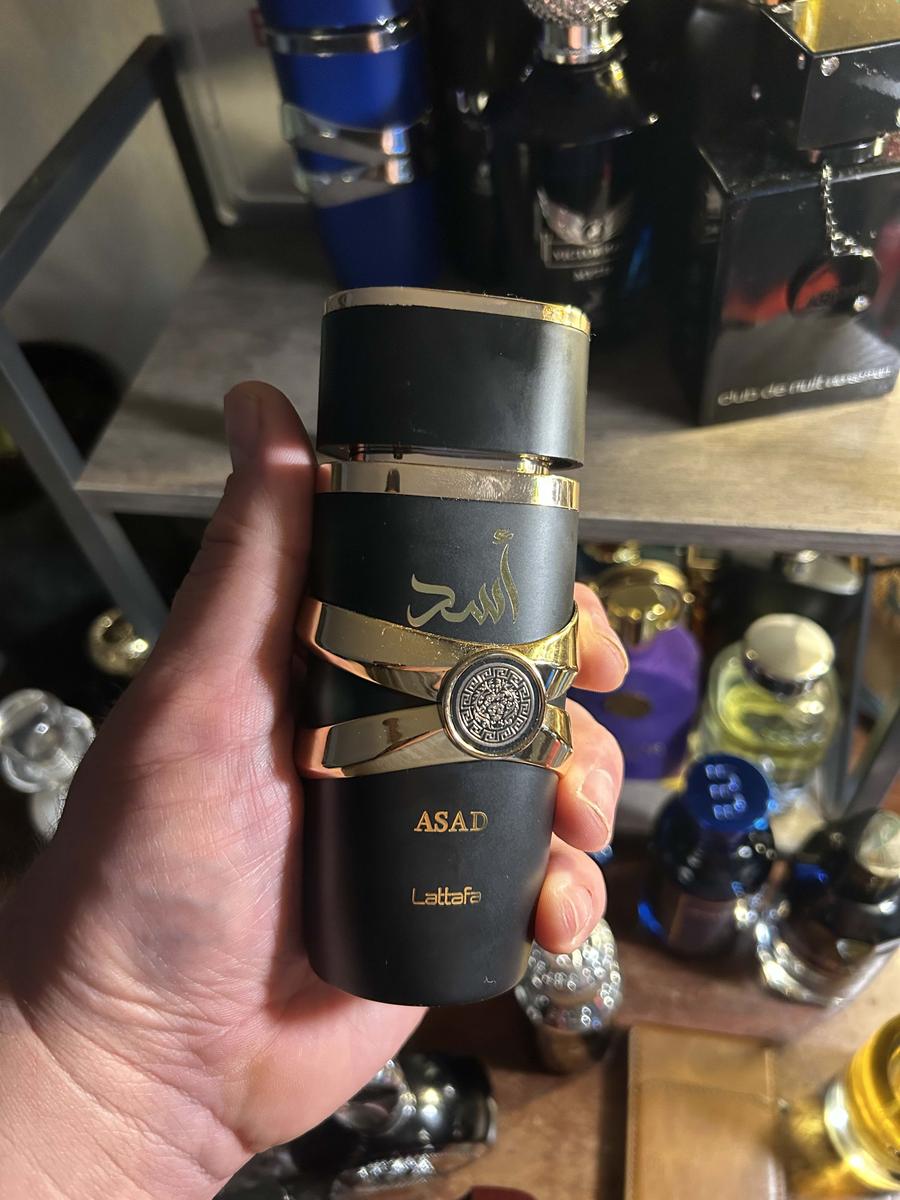 أسد
ASAD
Lattafa
club de nuit